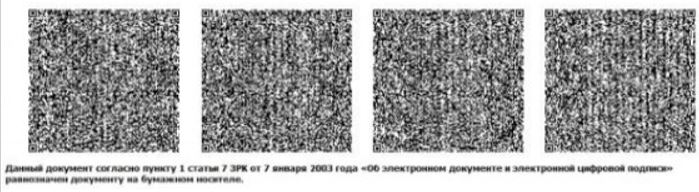 Данный документ согласно пункту 1 статьи 7 ЗРК от 7 января 2003 года «Об электронном документе и электронной цифровой подписи»
равнозначен документу на бумажном носителе.